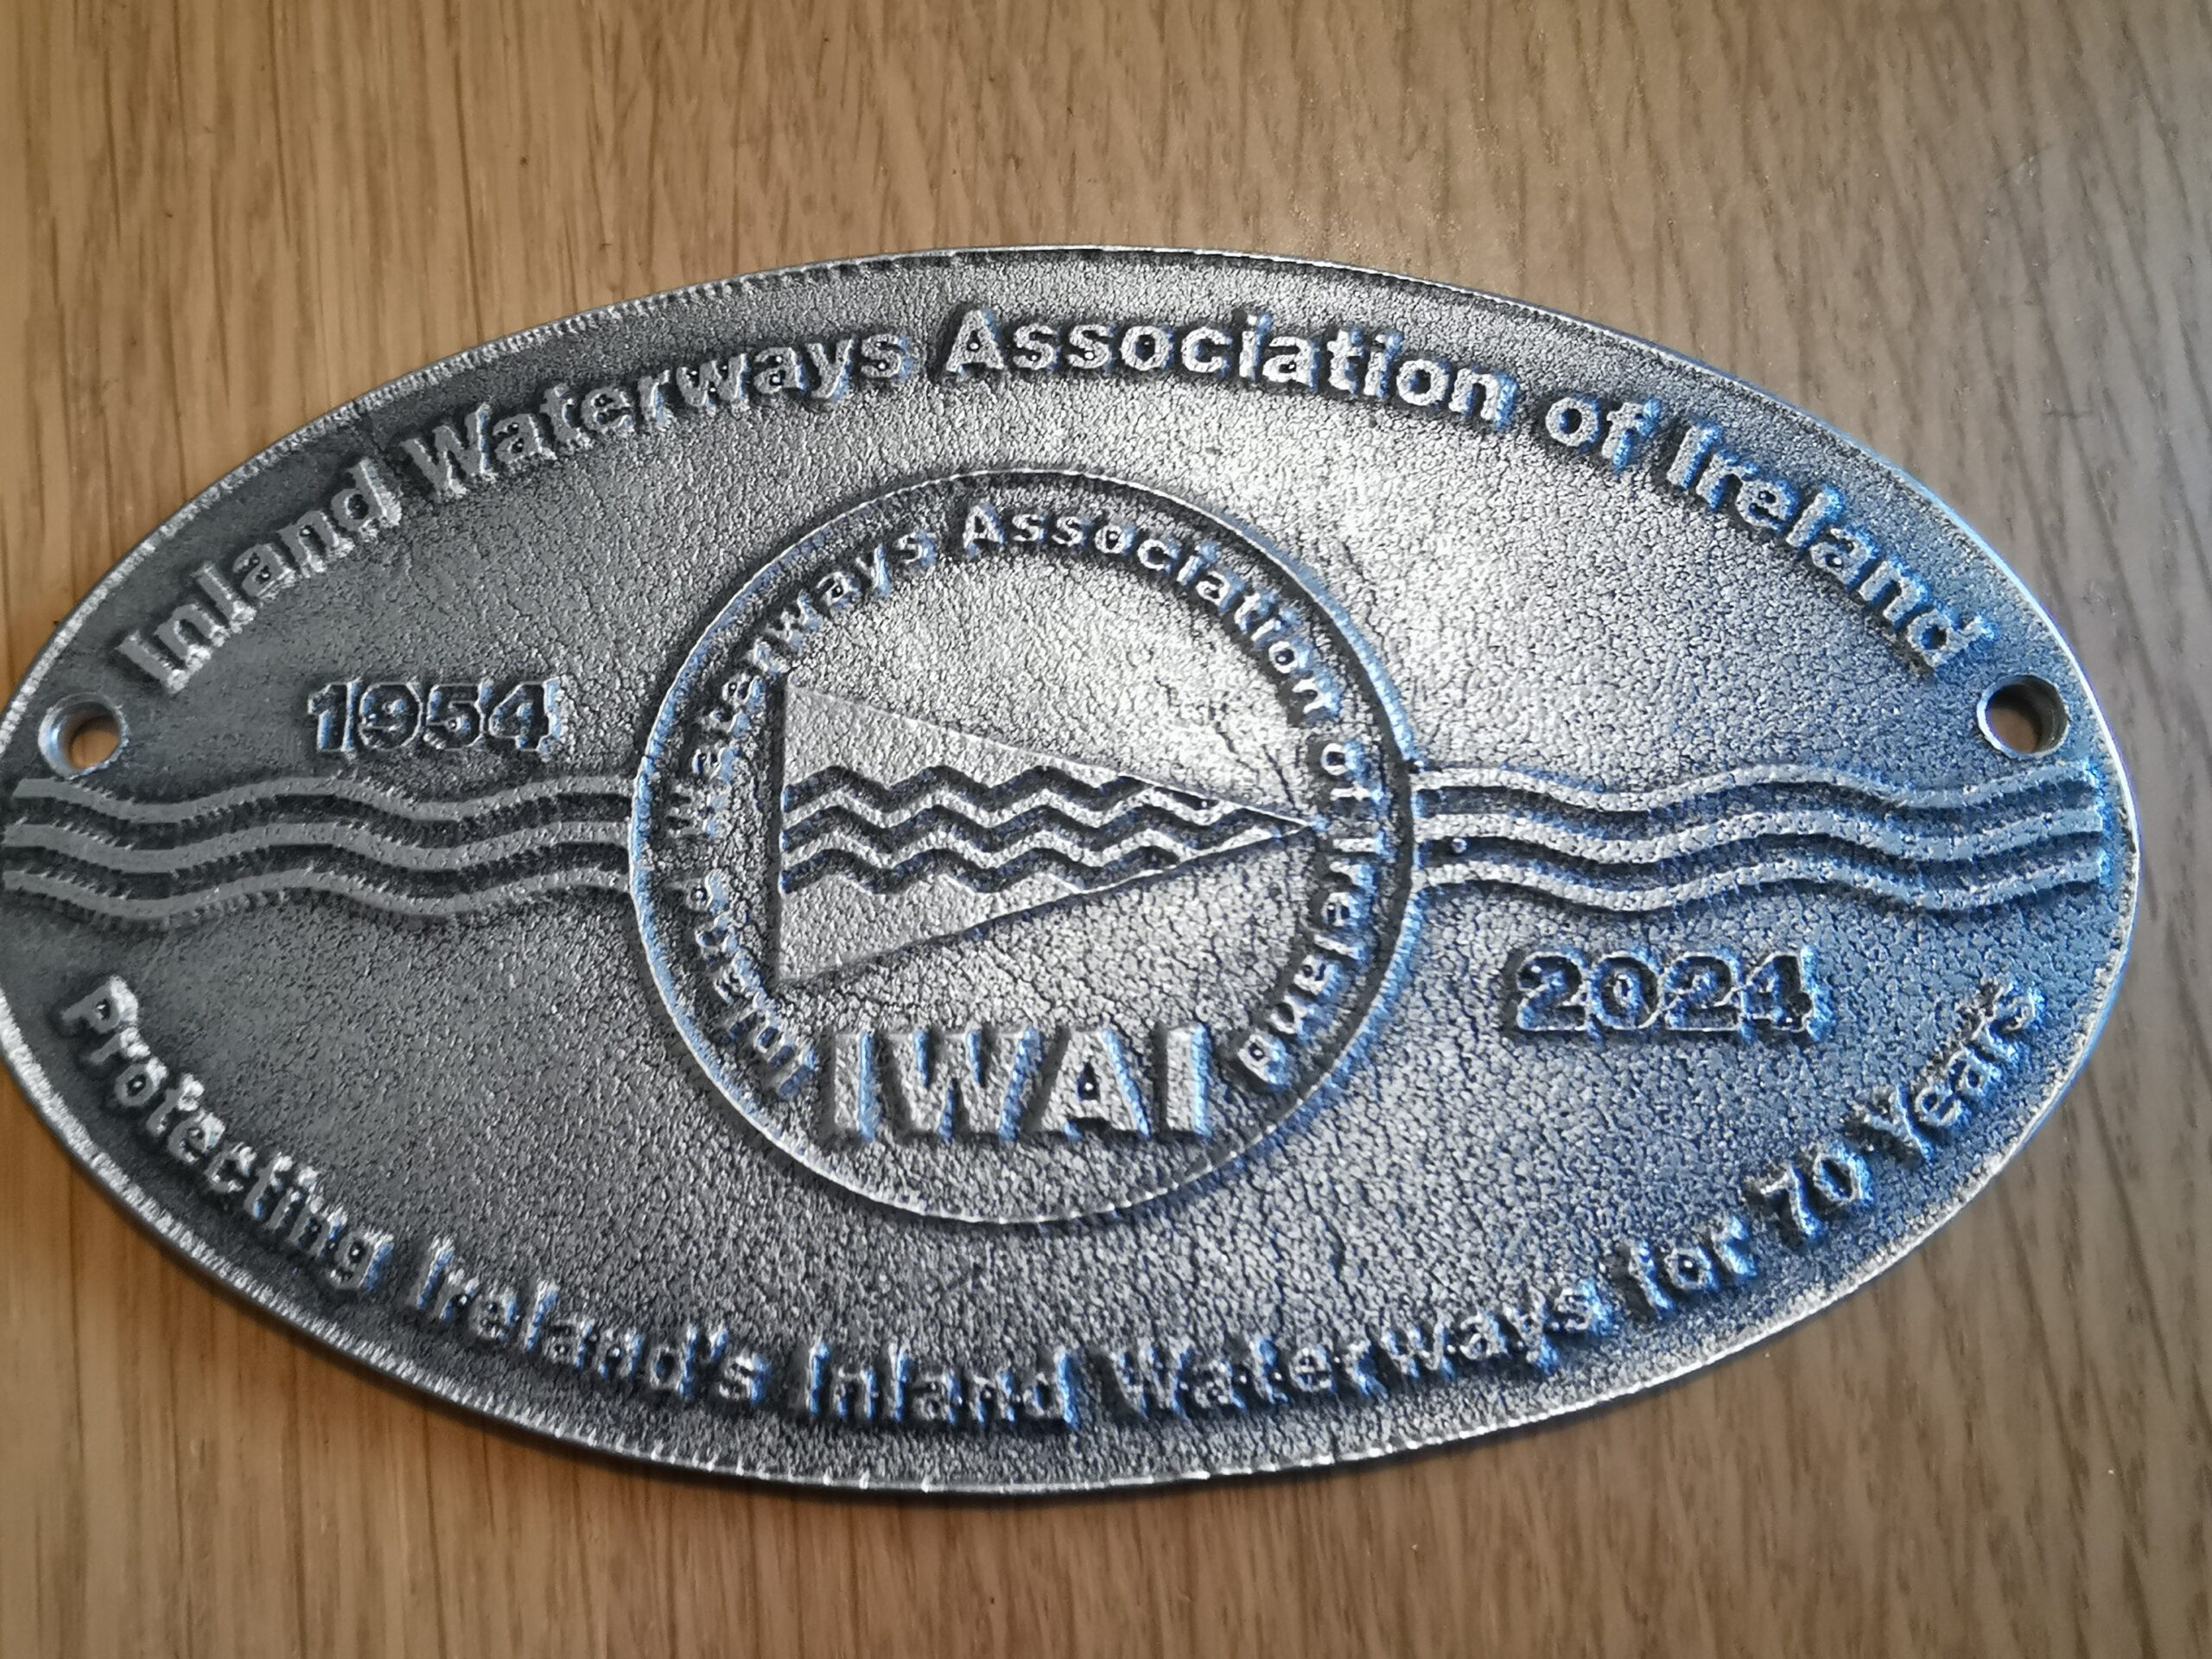 Inland Waterways Association of Ireland
1954
Inland Waterways Association of Ireland
IWAI
2024
Protecting Ireland's Inland Waterways for 70 Years